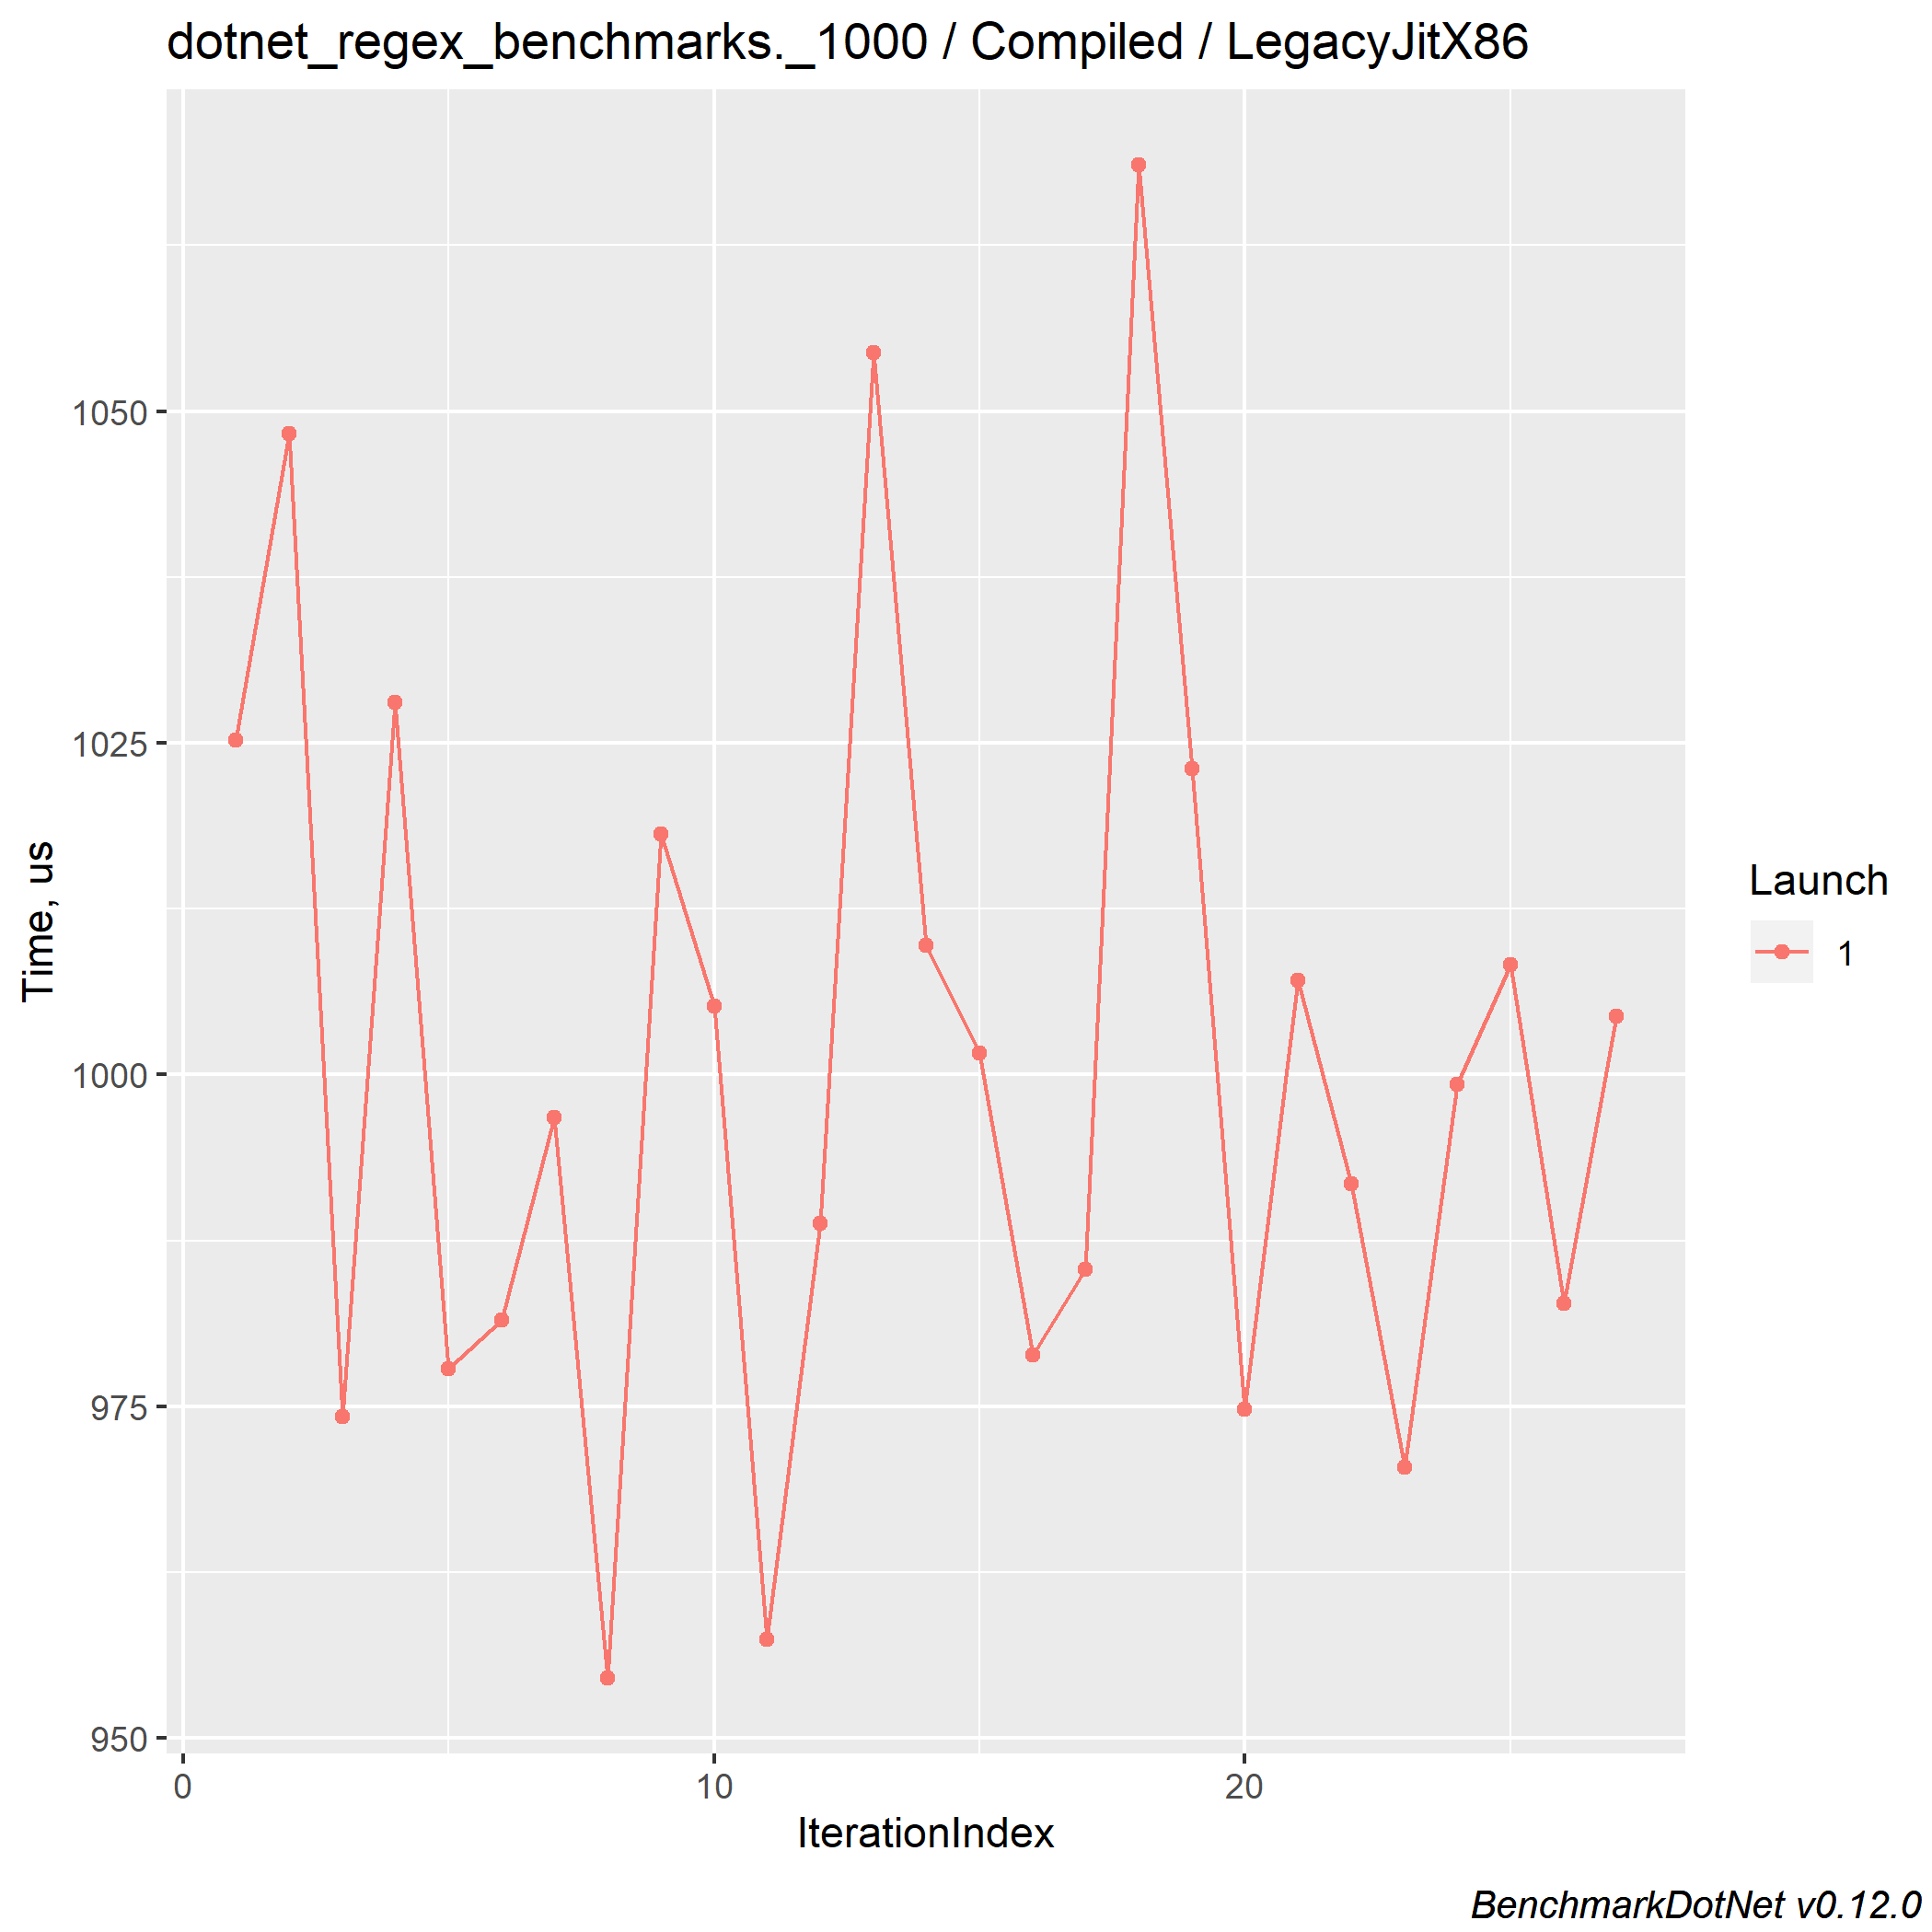 dotnet_regex_benchmarks._1000 / Compiled / LegacyJitX86
Time, us
1050
1025
1000
975
950
0
10
20
IterationIndex
Launch
1
BenchmarkDotNet v0.12.0